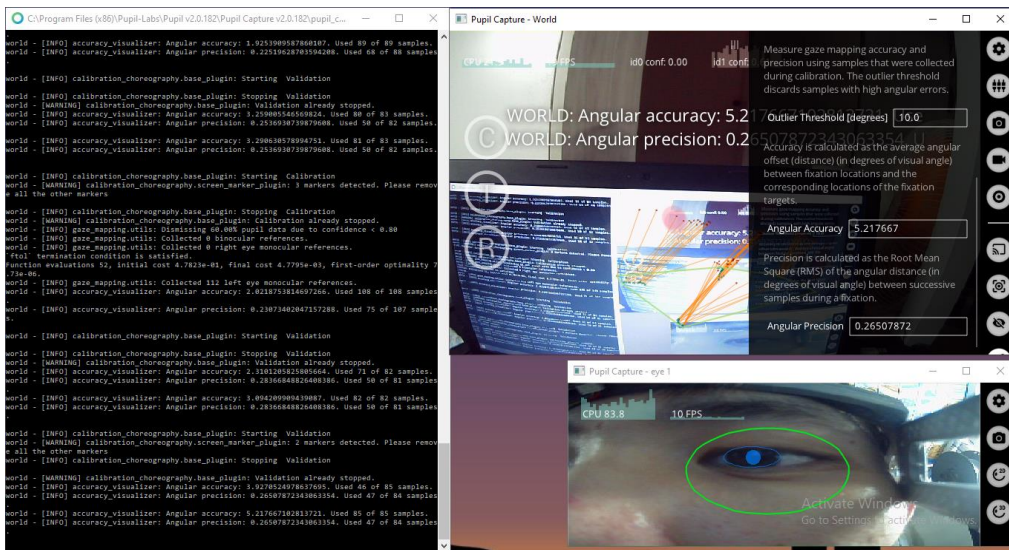 C:\Program Files (x86)\Pupil-Labs\Pupil v2.0.182\Pupil Capture v2.0.182\pupil_c...
world - [INFO] accuracy_visualizer: Angular accuracy: 1.9253909587860107. Used 89 of 89 samples.
world - [INFO] accuracy_visualizer: Angular precision: 0.22519628703594208. Used 68 of 88 samples
.
world - [INFO] calibration_choreography.base_plugin: Starting  Validation
world - [INFO] calibration_choreography.base_plugin: Stopping  Validation
world - [WARNING] calibration_choreography.base_plugin: Validation already stopped.
world - [INFO] accuracy_visualizer: Angular accuracy: 3.259005546569824. Used 80 of 83 samples.
world - [INFO] accuracy_visualizer: Angular precision: 0.2536930739879608. Used 50 of 82 samples.
world - [INFO] accuracy_visualizer: Angular accuracy: 3.290630578994751. Used 81 of 83 samples.
world - [INFO] accuracy_visualizer: Angular precision: 0.2536930739879608. Used 50 of 82 samples.
world - [INFO] calibration_choreography.base_plugin: Starting  Calibration
world - [WARNING] calibration_choreography.screen_marker_plugin: 3 markers detected. Please remov
e all the other markers
world - [INFO] calibration_choreography.base_plugin: Stopping  Calibration
world - [WARNING] calibration_choreography.base_plugin: Calibration already stopped.
world - [INFO] gaze_mapping.utils: Dismissing 60.00% pupil data due to confidence < 0.80
world - [INFO] gaze_mapping.utils: Collected 0 binocular references.
world - [INFO] gaze_mapping.utils: Collected 0 right eye monocular references.
`ftol` termination condition is satisfied.
Function evaluations 52, initial cost 4.7823e-01, final cost 4.7795e-03, first-order optimality 7
.73e-06.
world - [INFO] gaze_mapping.utils: Collected 112 left eye monocular references.
world - [INFO] accuracy_visualizer: Angular accuracy: 2.0218753814697266. Used 108 of 108 samples
.
world - [INFO] accuracy_visualizer: Angular precision: 0.2307340204715728​8. Used 75 of 107 sample
s.
world - [INFO] calibration_choreography.base_plugin: Starting  Validation
world - [INFO] calibration_choreography.base_plugin: Stopping  Validation
world - [WARNING] calibration_choreography.base_plugin: Validation already stopped.
world - [INFO] accuracy_visualizer: Angular accuracy: 2.3101205825805664. Used 71 of 82 samples.
world - [INFO] accuracy_visualizer: Angular precision: 0.28366848826408386. Used 50 of 81 samples
.
world - [INFO] accuracy_visualizer: Angular accuracy: 3.094209909439087. Used 82 of 82 samples.
world - [INFO] accuracy_visualizer: Angular precision: 0.28366848826408386. Used 50 of 81 samples
.
world - [INFO] calibration_choreography.base_plugin: Starting  Validation
world - [WARNING] calibration_choreography.screen_marker_plugin: 2 markers detected. Please remov
e all the other markers
world - [INFO] calibration_choreography.base_plugin: Stopping  Validation
world - [WARNING] calibration_choreography.base_plugin: Validation already stopped.
world - [INFO] accuracy_visualizer: Angular accuracy: 3.9270524978637695. Used 46 of 85 samples.
world - [INFO] accuracy_visualizer: Angular precision: 0.26507872343063354. Used 47 of 84 samples
.
world - [INFO] accuracy_visualizer: Angular accuracy: 5.217667102813721. Used 85 of 85 samples.
world - [INFO] accuracy_visualizer: Angular precision: 0.26507872343063354. Used 47 of 84 samples
.
Pupil Capture - World
FPS
id0 conf: 0.00
id1 conf:
WORLD: Angular accuracy: 5.217667102813721
WORLD: Angular precision: 0.26507872343063354
C
T
R
Measure gaze mapping accuracy and
precision using samples that were collected
during calibration. The outlier threshold
discards samples with high angular errors.
Outlier Threshold [degrees] 10.0
Accuracy is calculated as the average angular
offset (distance) (in degrees of visual angle)
between fixation locations and the
corresponding locations of the fixation
targets.
Angular Accuracy 5.217667
Precision is calculated as the Root Mean
Square (RMS) of the angular distance (in
degrees of visual angle) between successive
samples during a fixation.
Angular Precision 0.26507872
Pupil Capture - eye 1
CPU 83.8
10 FPS
2D
3D
Activate Windows
Go to Settings to activate Windows.